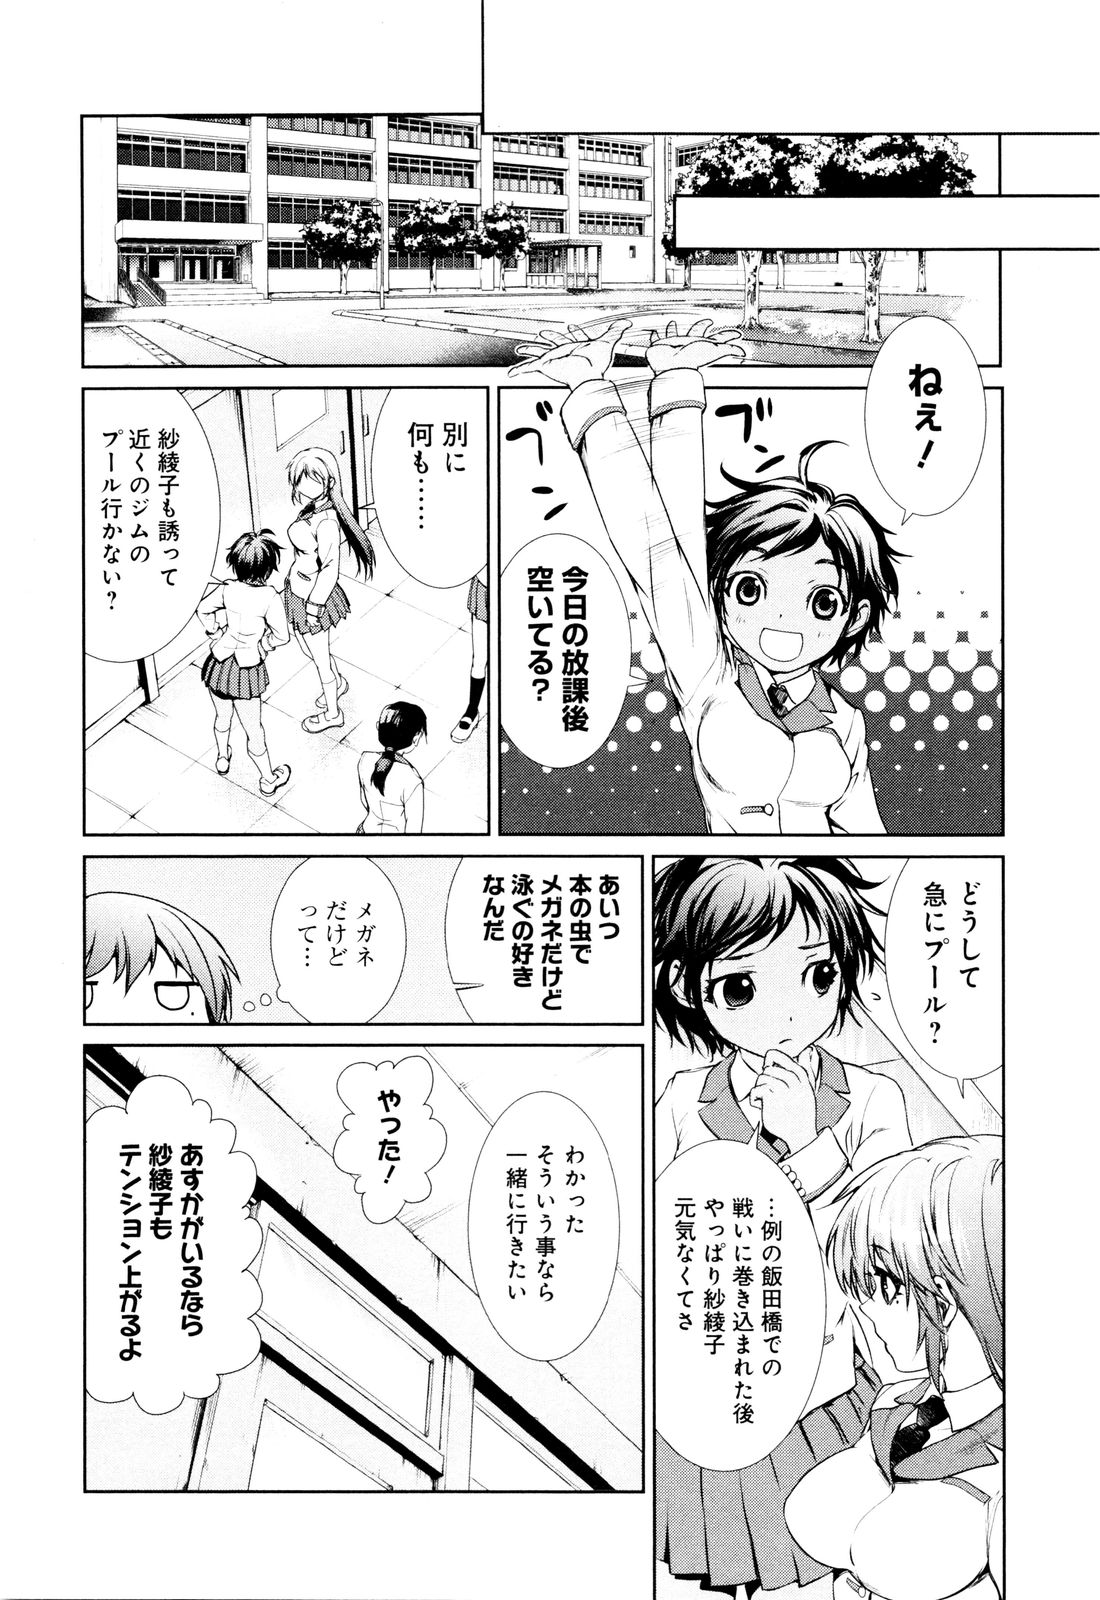 ねぇ!
ブンブン
今日の放課後
空いてる?
別に
何も……
紗綾子も誘って
近くのジムの
プール行かない?
どうして
急にプール?
…例の飯田橋での
戦いに巻き込まれた後
やっぱり紗綾子
元気なくてさ
あいつ
本の虫で
メガネだけど
泳ぐの好き
なんだ
メガネ
だけど
って…
わかった
そういう事なら
一緒に行きたい
やった!
あすかがいるなら
紗綾子も
テンション上がるよ